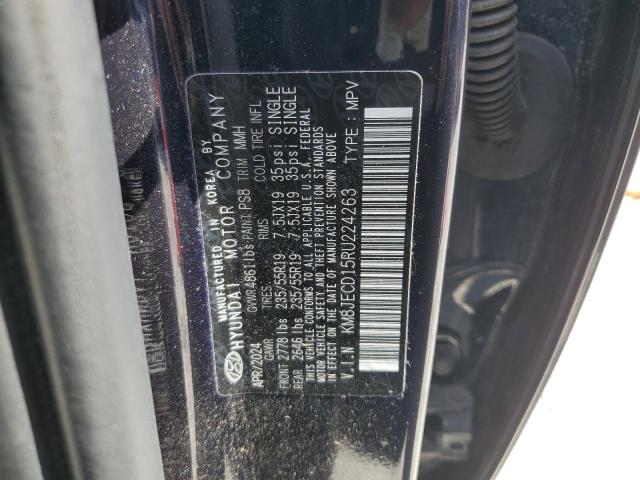 MANUFACTURED IN KOREA BY
HYUNDAI MOTOR COMPANY
APR/2024 GVWR 4861lbs PAINT PS8 TRIM MMH
GAWR RIMS COLD TIRE INFL
FRONT 2778 lbs 235/55R19 7.5JX19 35psi SINGLE
REAR 2646 lbs 235/55R19 7.5JX19 35psi SINGLE
THIS VEHICLE CONFORMS TO ALL APPLICABLE U.S.A. FEDERAL
MOTOR VEHICLE SAFETY AND THEFT PREVENTION STANDARDS
IN EFFECT ON THE DATE OF MANUFACTURE SHOWN ABOVE
V.I.N KM8JECD15RU224263 TYPE : MPV